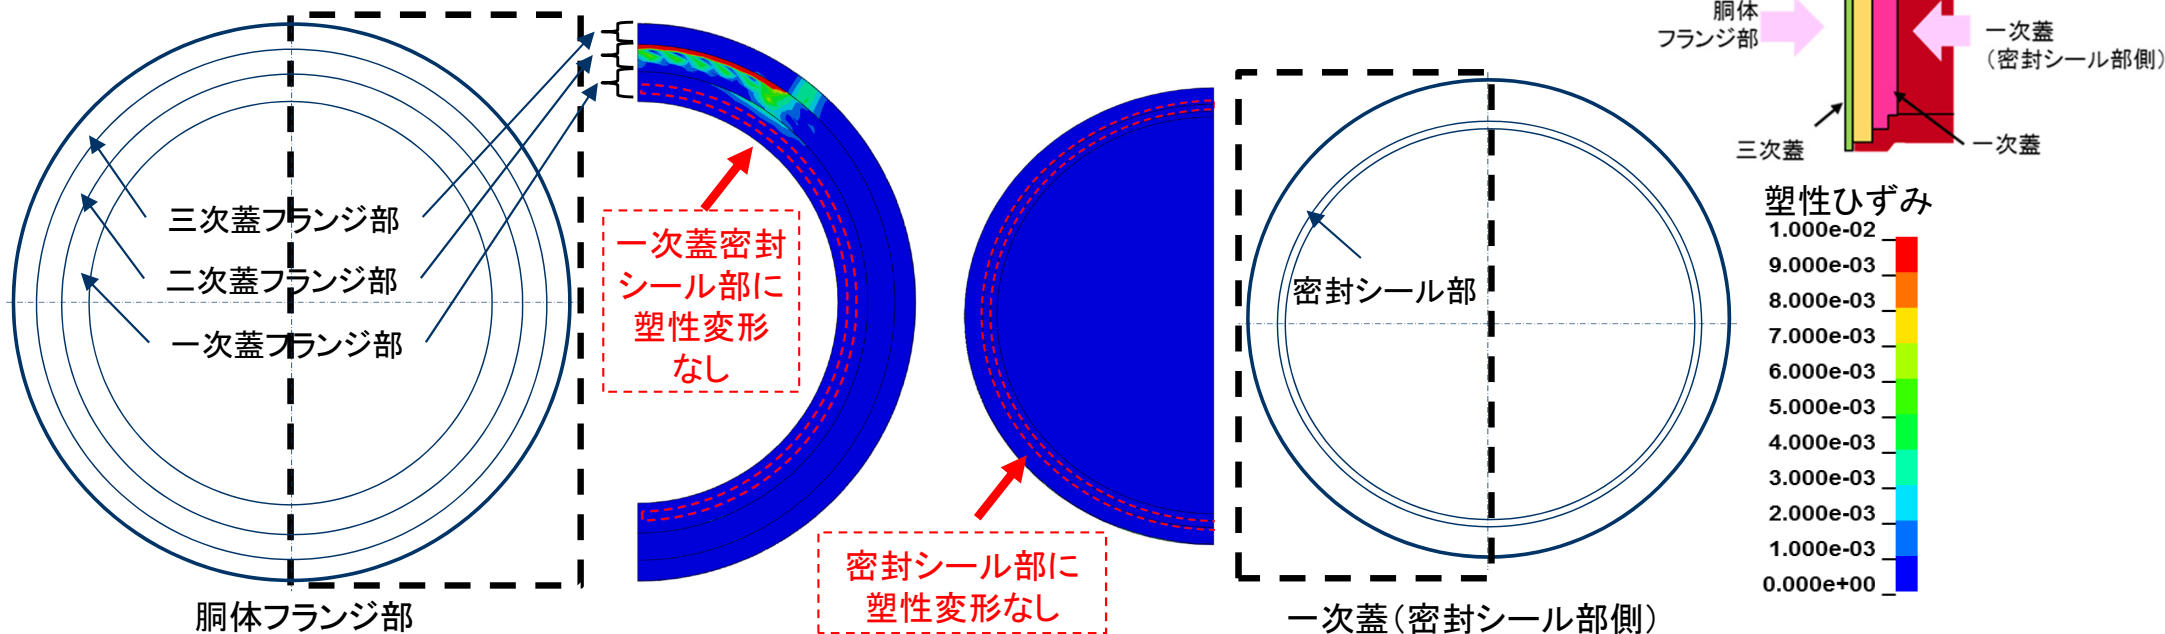 三次蓋フランジ部
二次蓋フランジ部
一次蓋フランジ部
胴体フランジ部
一次蓋密封
シール部に
塑性変形
なし
密封シール部に
塑性変形なし
密封シール部
一次蓋(密封シール部側)
胴体
フランジ部
一次蓋
(密封シール部側)
三次蓋
一次蓋
塑性ひずみ
1.000e-02
9.000e-03
8.000e-03
7.000e-03
6.000e-03
5.000e-03
4.000e-03
3.000e-03
2.000e-03
1.000e-03
0.000e+00